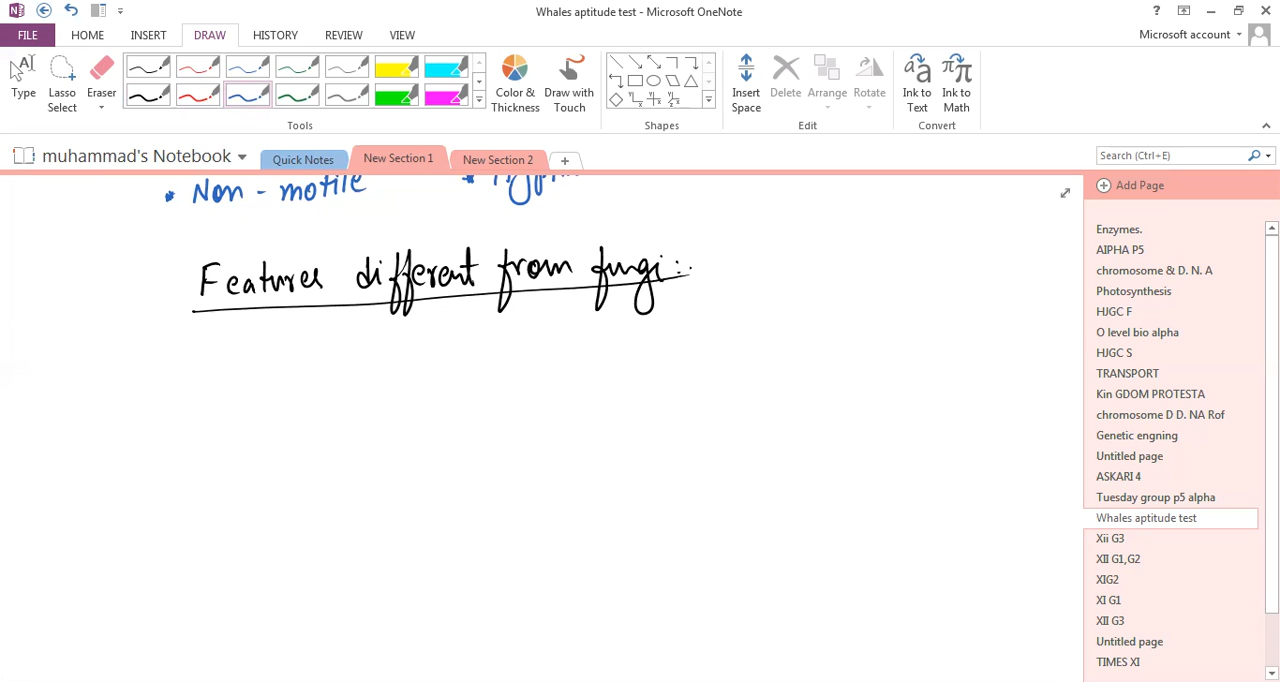 Whales aptitude test - Microsoft OneNote
FILE HOME INSERT DRAW HISTORY REVIEW VIEW
Microsoft account
Type Lasso Select Eraser Color & Thickness Draw with Touch Insert Space Delete Arrange Rotate Ink to Text Ink to Math
Tools Shapes Edit Convert
muhammad's Notebook Quick Notes New Section 1 New Section 2 +
Search (Ctrl+E)
Add Page
• Non - motile
Features different from fungi :-
Enzymes.
AlPHA P5
chromosome & D. N. A
Photosynthesis
HJGC F
O level bio alpha
HJGC S
TRANSPORT
Kin GDOM PROTESTA
chromosome D D. NA Rof
Genetic engning
Untitled page
ASKARI 4
Tuesday group p5 alpha
Whales aptitude test
Xii G3
XII G1,G2
XIG2
XI G1
XII G3
Untitled page
TIMES XI